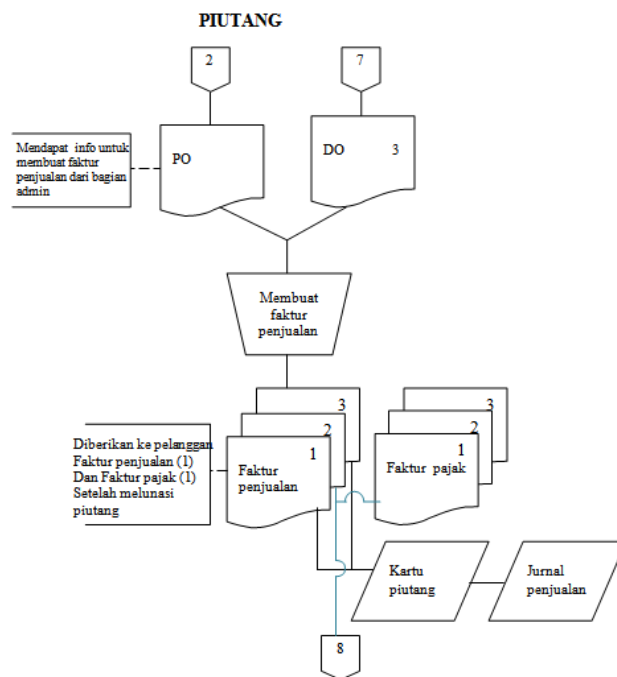 PIUTANG
2
7
Mendapat info untuk
membuat faktur
penjualan dari bagian
admin
PO
DO 3
Membuat
faktur
penjualan
3
2
1
Faktur
penjualan
3
2
1
Faktur pajak
Diberikan ke pelanggan
Faktur penjualan (1)
Dan Faktur pajak (1)
Setelah melunasi
piutang
Kartu
piutang
Jurnal
penjualan
8